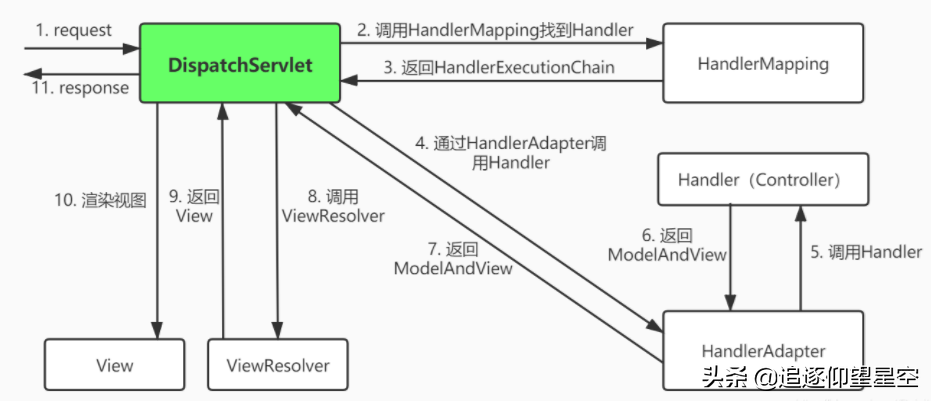 1. request
2. 调用HandlerMapping找到Handler
DispatchServlet
HandlerMapping
3. 返回HandlerExecutionChain
11. response
4. 通过HandlerAdapter调
用Handler
Handler（Controller）
10. 渲染视图
9. 返回
View
8. 调用
ViewResolver
7. 返回
ModelAndView
6. 返回
ModelAndView
5. 调用Handler
View
ViewResolver
HandlerAdapter
头条 @追逐仰望星空